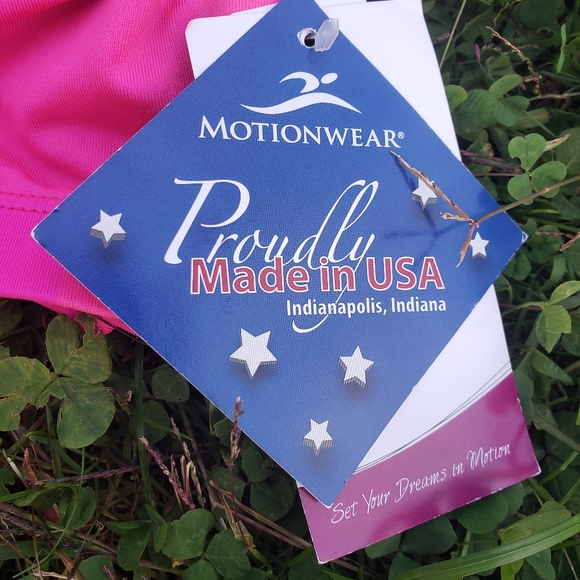 MOTIONWEAR®
Proudly
Made in USA
Indianapolis, Indiana
Set Your Dreams in Motion